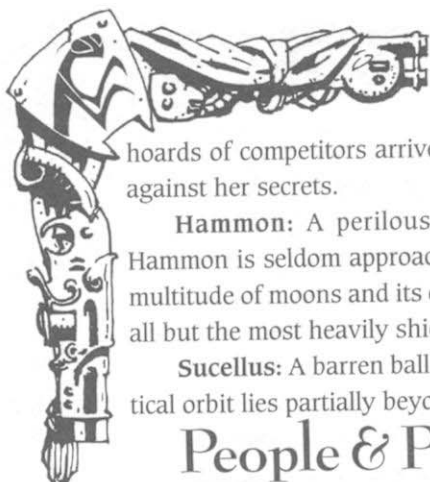 hoards of competitors arrive
against her secrets.
Hammon: A perilous
Hammon is seldom approac
multitude of moons and its
all but the most heavily shi
Sucellus: A barren ball
tical orbit lies partially beyo
People & P